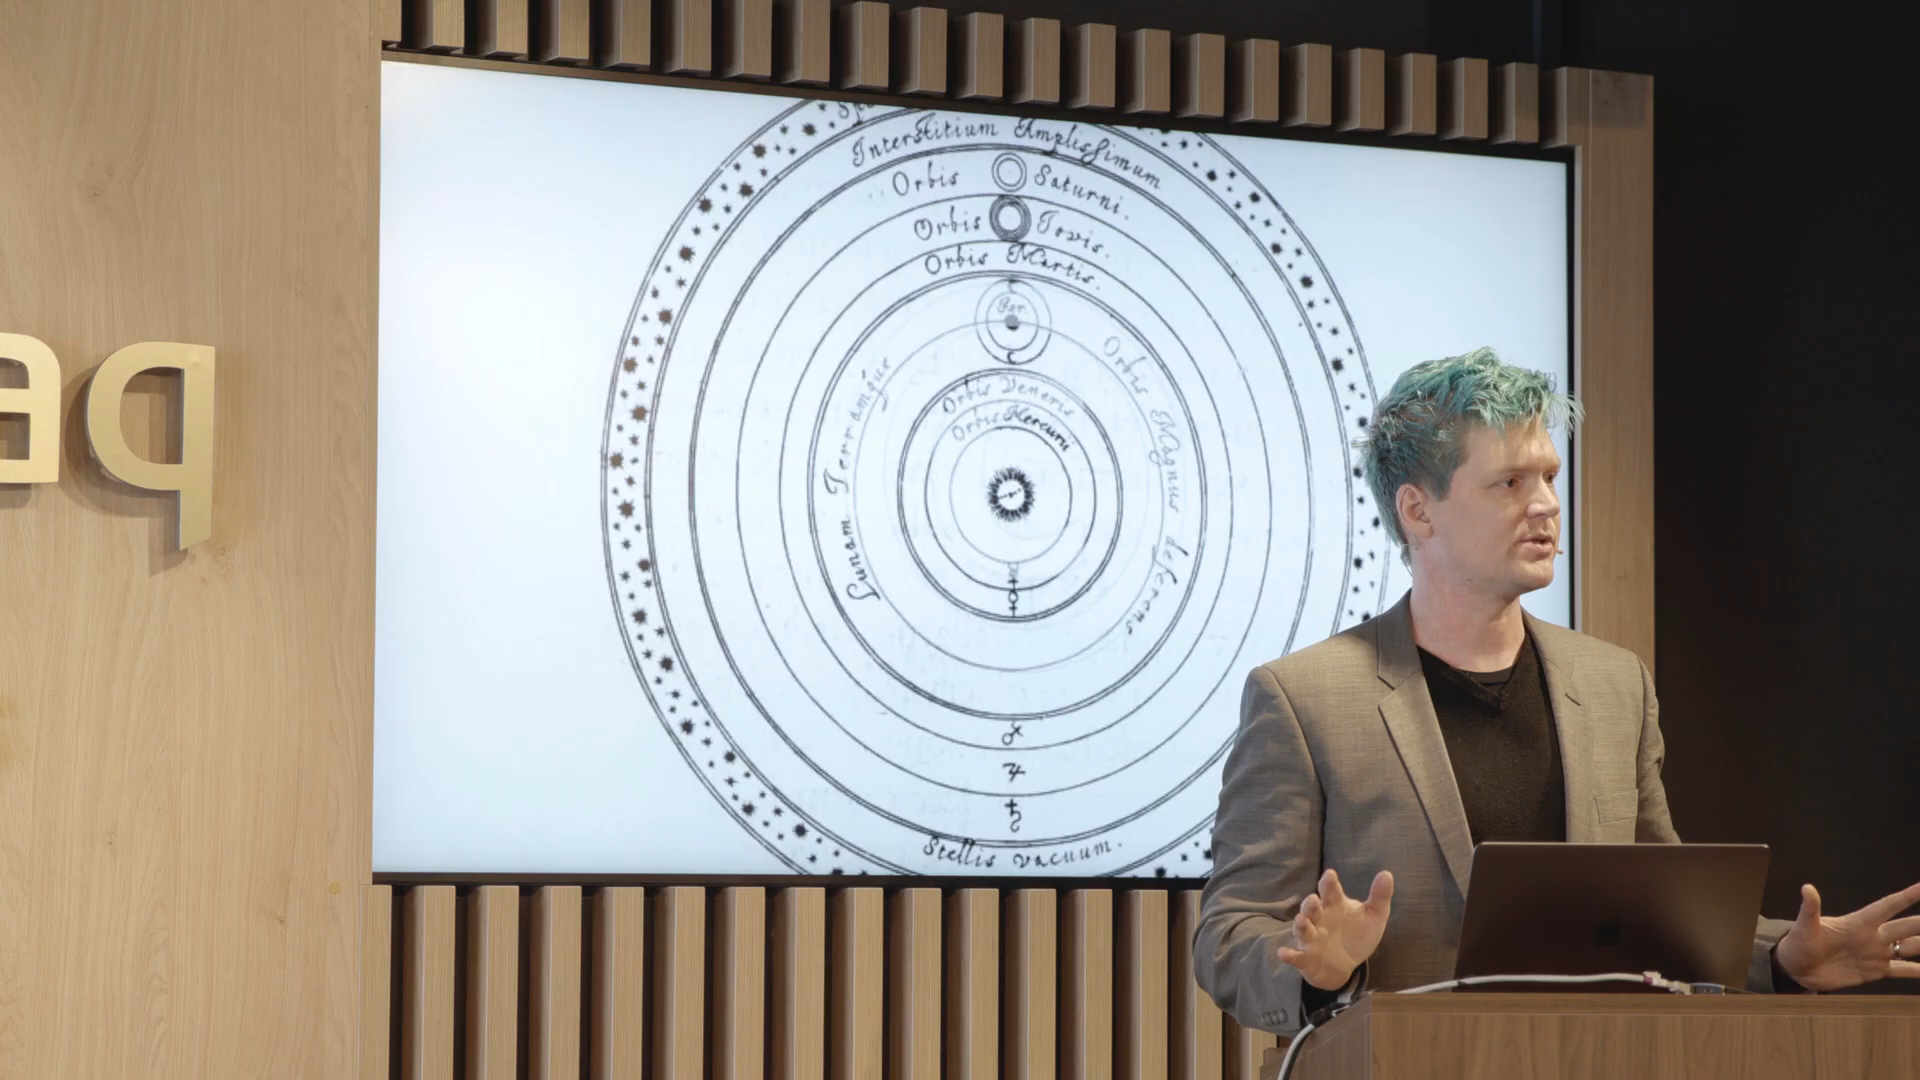 aq
Interstitium Amplissimum
Orbis Saturni.
Orbis Jovis.
Orbis Martis.
Orbis Magnus deferens
Lunam Terramque
Orbis Veneris
Orbis Mercurii
Stellis vacuum.